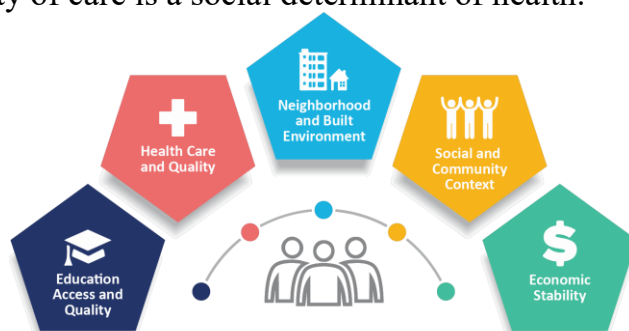 ty of care is a social determinant of health.
Neighborhood
and Built
Environment
Health Care
and Quality
Social and
Community
Context
Education
Access and
Quality
$
Economic
Stability